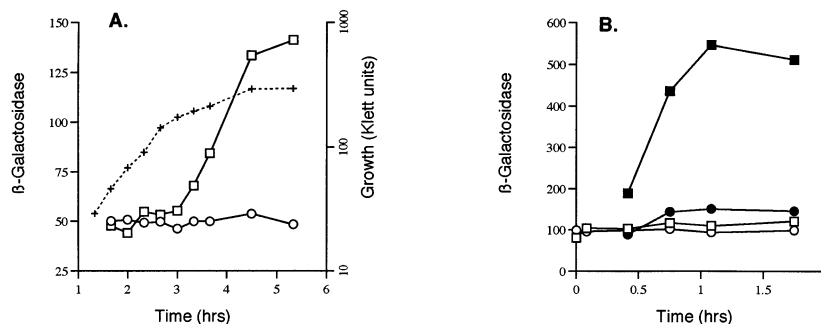 A.
150
125
100
75
50
25
ß-Galactosidase
1000
100
10
Growth (Klett units)
1 2 3 4 5 6
Time (hrs)
B.
600
500
400
300
200
100
0
ß-Galactosidase
0 0.5 1 1.5
Time (hrs)